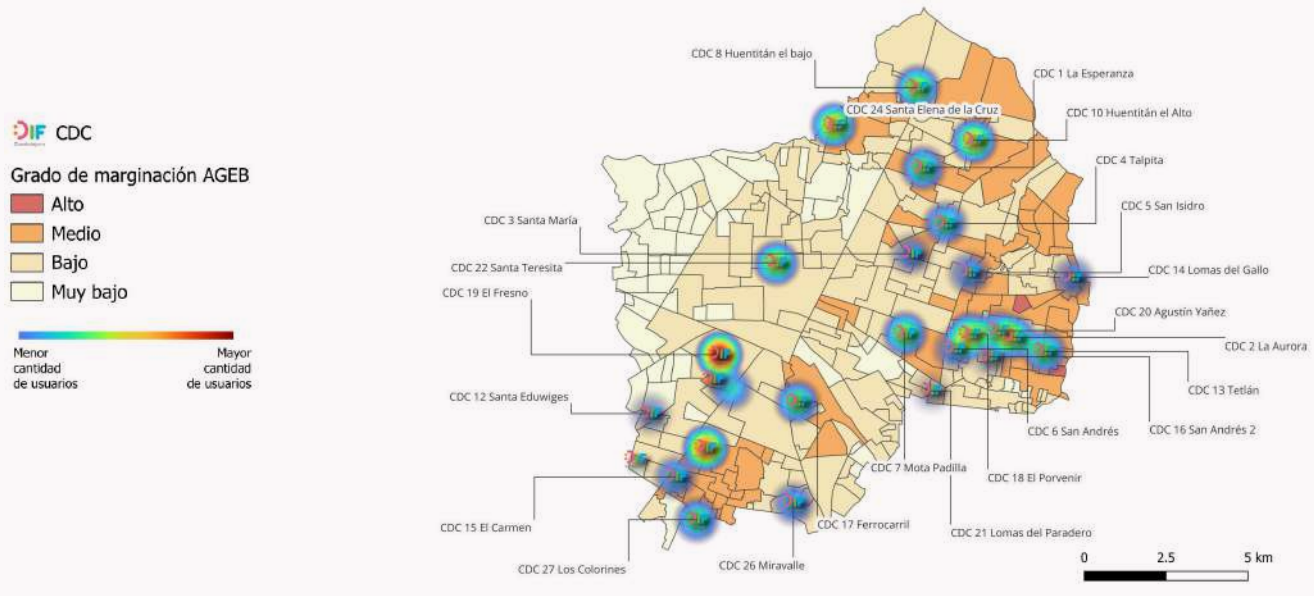 DIF CDC
Grado de marginación AGEB
Alto
Medio
Bajo
Muy bajo
Menor
cantidad
de usuarios
Mayor
cantidad
de usuarios
CDC 8 Huentitán el bajo
CDC 1 La Esperanza
CDC 24 Santa Elena de la Cruz
CDC 10 Huentitán el Alto
CDC 4 Talpita
CDC 5 San Isidro
CDC 3 Santa María
CDC 22 Santa Teresita
CDC 14 Lomas del Gallo
CDC 19 El Fresno
CDC 20 Agustín Yañez
CDC 2 La Aurora
CDC 13 Tetlán
CDC 12 Santa Eduwiges
CDC 6 San Andrés
CDC 16 San Andrés 2
CDC 7 Mota Padilla
CDC 18 El Porvenir
CDC 15 El Carmen
CDC 17 Ferrocarril
CDC 21 Lomas del Paradero
CDC 27 Los Colorines
CDC 26 Miravalle
0 2.5 5 km